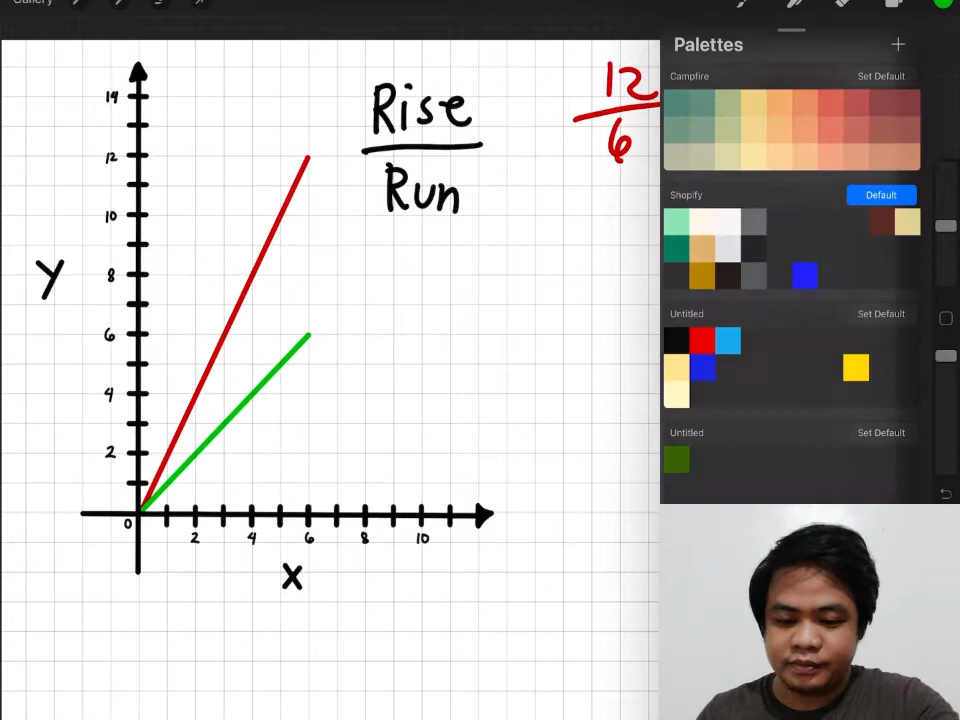 Gallery
Palettes
Campfire
Set Default
Shopify
Default
Untitled
Set Default
Untitled
Set Default
Rise
Run
12
6
14
12
10
8
6
4
2
0
2
4
6
8
10
y
x